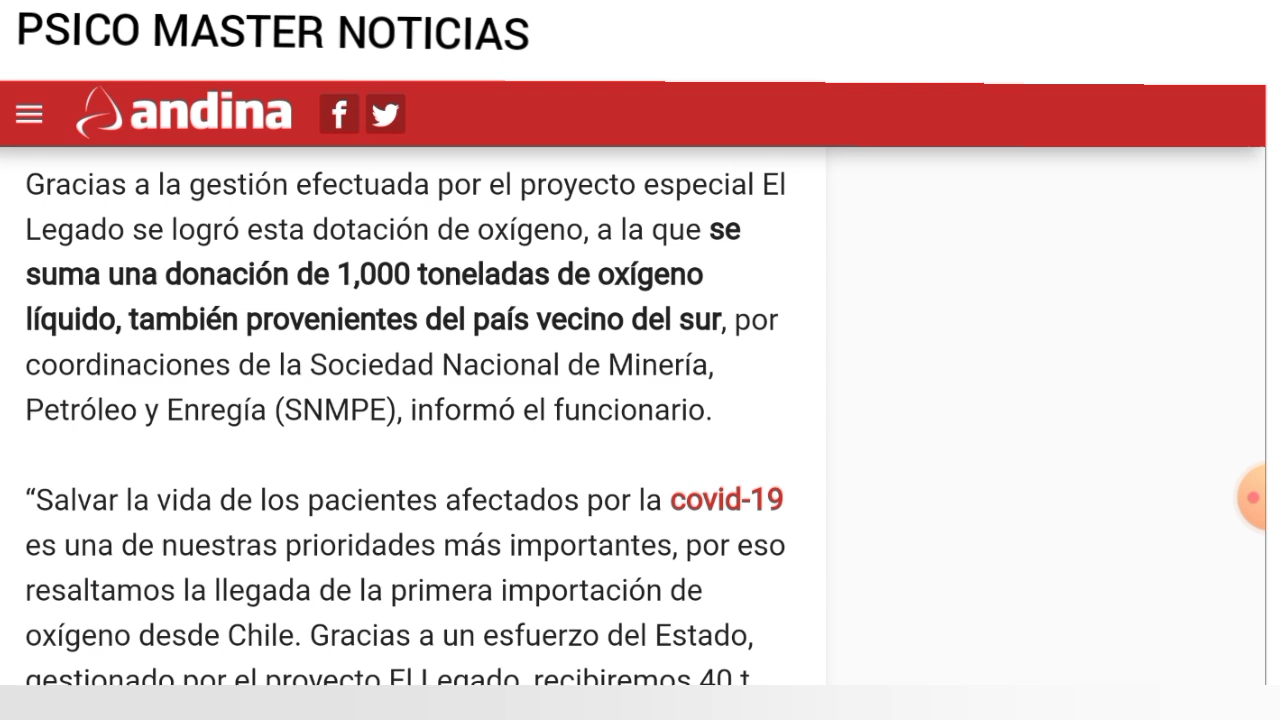 PSICO MASTER NOTICIAS
andina
Gracias a la gestión efectuada por el proyecto especial El
Legado se logró esta dotación de oxígeno, a la que se
suma una donación de 1,000 toneladas de oxígeno
líquido, también provenientes del país vecino del sur, por
coordinaciones de la Sociedad Nacional de Minería,
Petróleo y Enregía (SNMPE), informó el funcionario.
“Salvar la vida de los pacientes afectados por la covid-19
es una de nuestras prioridades más importantes, por eso
resaltamos la llegada de la primera importación de
oxígeno desde Chile. Gracias a un esfuerzo del Estado,
gestionado por el proyecto El Legado, recibiremos 40 t